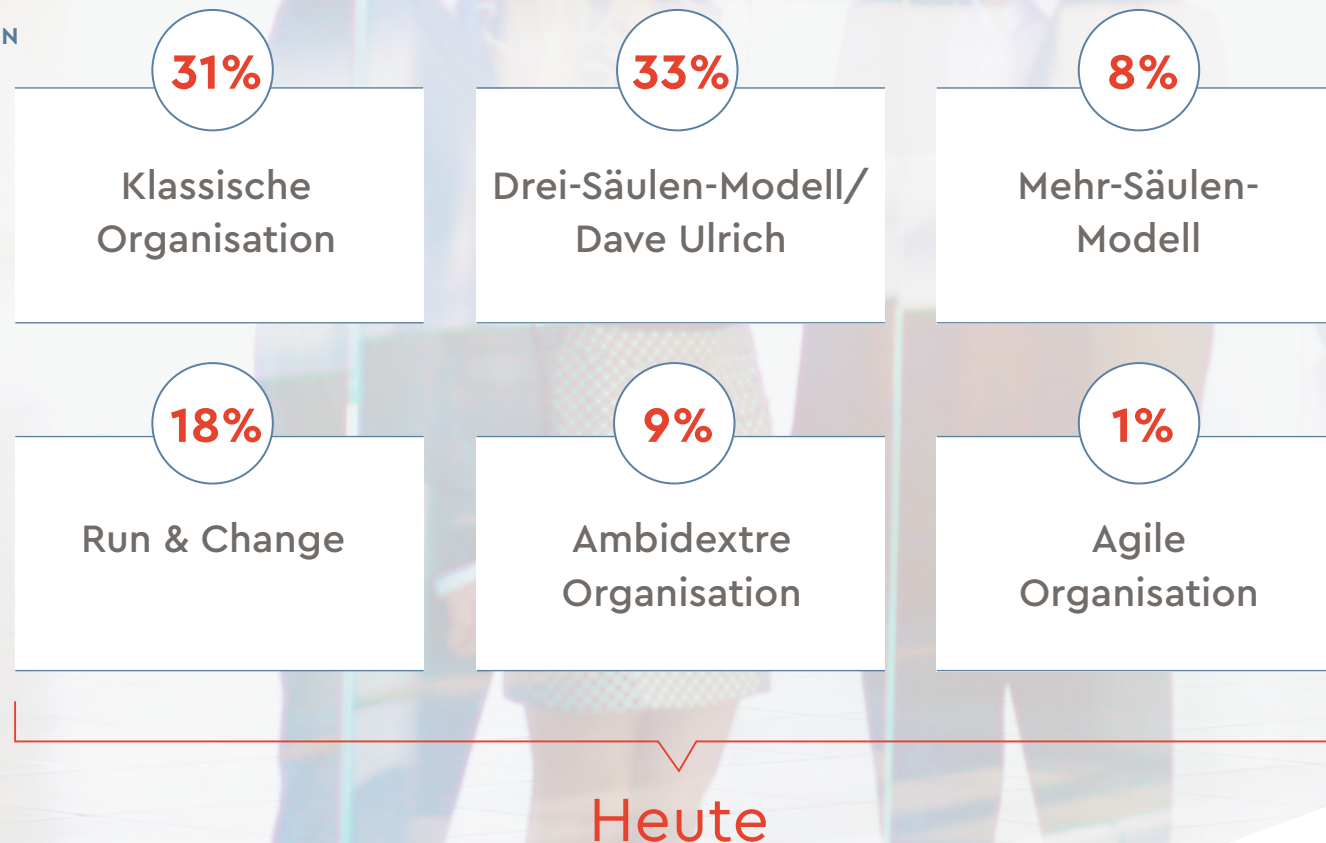 N
31%
33%
8%
Klassische
Organisation
Drei-Säulen-Modell/
Dave Ulrich
Mehr-Säulen-
Modell
18%
9%
1%
Run & Change
Ambidextre
Organisation
Agile
Organisation
Heute